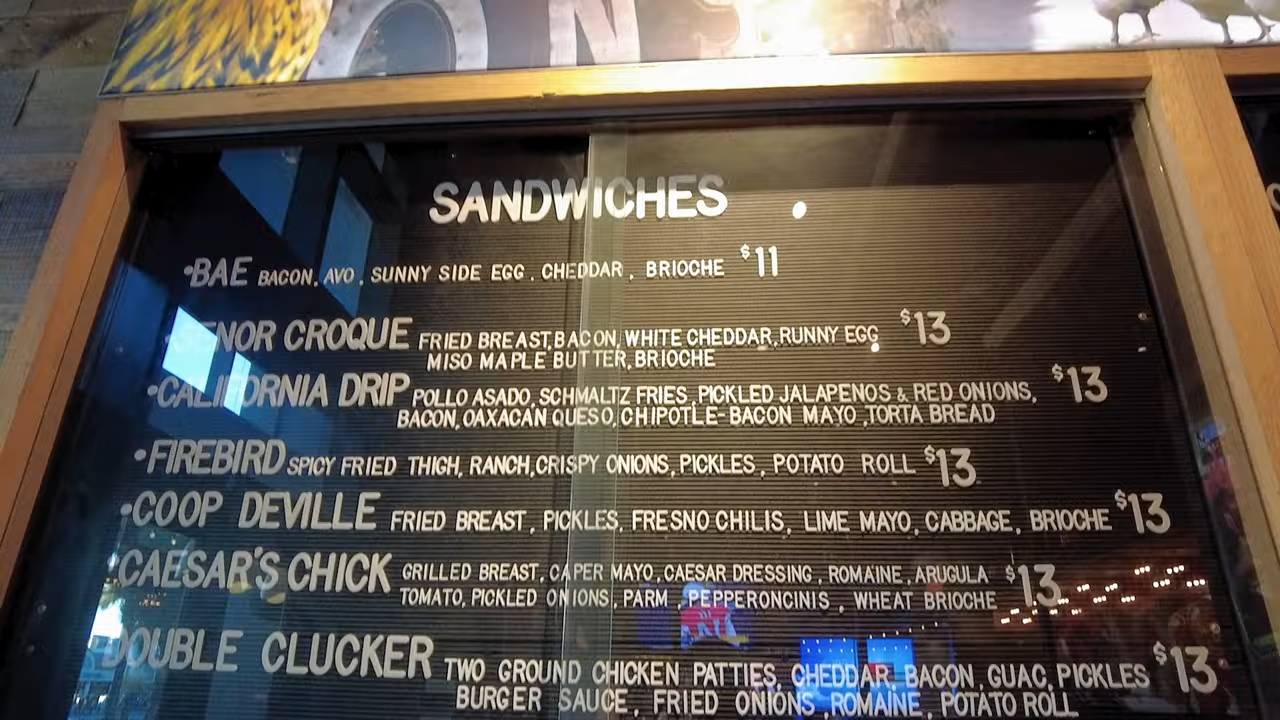 ON
SANDWICHES
•BAE BACON, AVO, SUNNY SIDE EGG, CHEDDAR, BRIOCHE $11
SENOR CROQUE FRIED BREAST, BACON, WHITE CHEDDAR, RUNNY EGG $13
MISO MAPLE BUTTER, BRIOCHE
•CALIFORNIA DRIP POLLO ASADO, SCHMALTZ FRIES, PICKLED JALAPENOS & RED ONIONS, $13
BACON, OAXACAN QUESO, CHIPOTLE-BACON MAYO, TORTA BREAD
•FIREBIRD SPICY FRIED THIGH, RANCH, CRISPY ONIONS, PICKLES, POTATO ROLL $13
•COOP DEVILLE FRIED BREAST, PICKLES, FRESNO CHILIS, LIME MAYO, CABBAGE, BRIOCHE $13
CAESAR'S CHICK GRILLED BREAST, CAPER MAYO, CAESAR DRESSING, ROMAINE, ARUGULA $13
TOMATO, PICKLED ONIONS, PARM, PEPPERONCINIS, WHEAT BRIOCHE
DOUBLE CLUCKER TWO GROUND CHICKEN PATTIES, CHEDDAR, BACON, GUAC, PICKLES $13
BURGER SAUCE, FRIED ONIONS, ROMAINE, POTATO ROLL